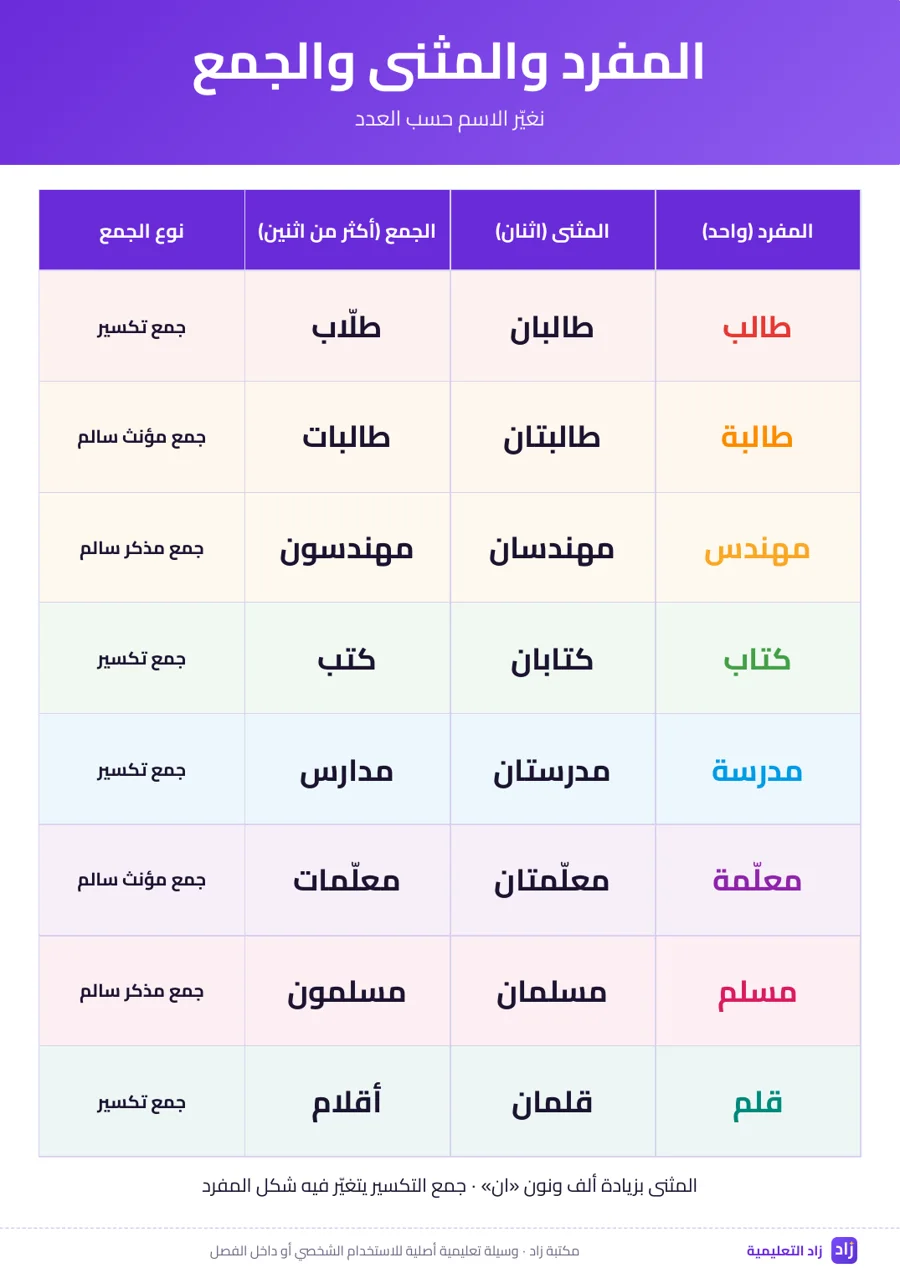 المفرد والمثنى والجمع
نغيّر الاسم حسب العدد
المفرد (واحد) المثنى (اثنان) الجمع (أكثر من اثنين) نوع الجمع
طالب طالبان طلّاب جمع تكسير
طالبة طالبتان طالبات جمع مؤنث سالم
مهندس مهندسان مهندسون جمع مذكر سالم
كتاب كتابان كتب جمع تكسير
مدرسة مدرستان مدارس جمع تكسير
معلّمة معلّمتان معلّمات جمع مؤنث سالم
مسلم مسلمان مسلمون جمع مذكر سالم
قلم قلمان أقلام جمع تكسير
المثنى بزيادة ألف ونون «ان» · جمع التكسير يتغيّر فيه شكل المفرد
زاد زاد التعليمية مكتبة زاد · وسيلة تعليمية أصلية للاستخدام الشخصي أو داخل الفصل